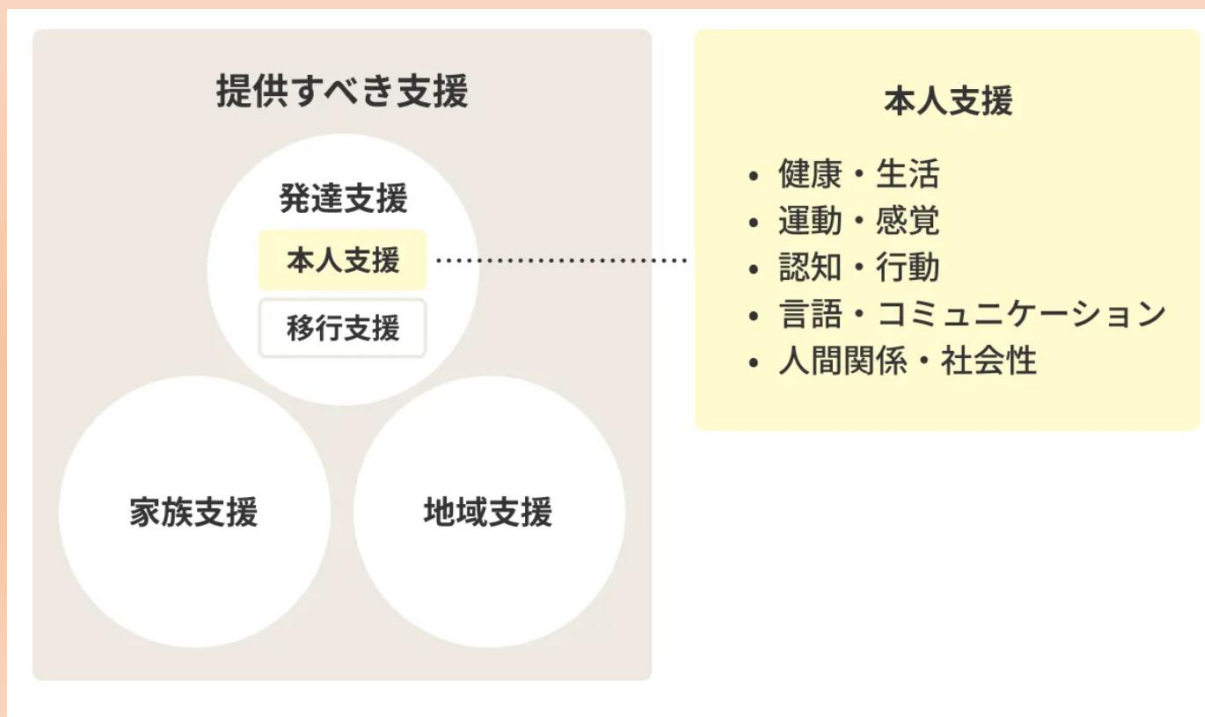 提供すべき支援
発達支援
本人支援
移行支援
家族支援
地域支援
本人支援
• 健康・生活
• 運動・感覚
• 認知・行動
• 言語・コミュニケーション
• 人間関係・社会性